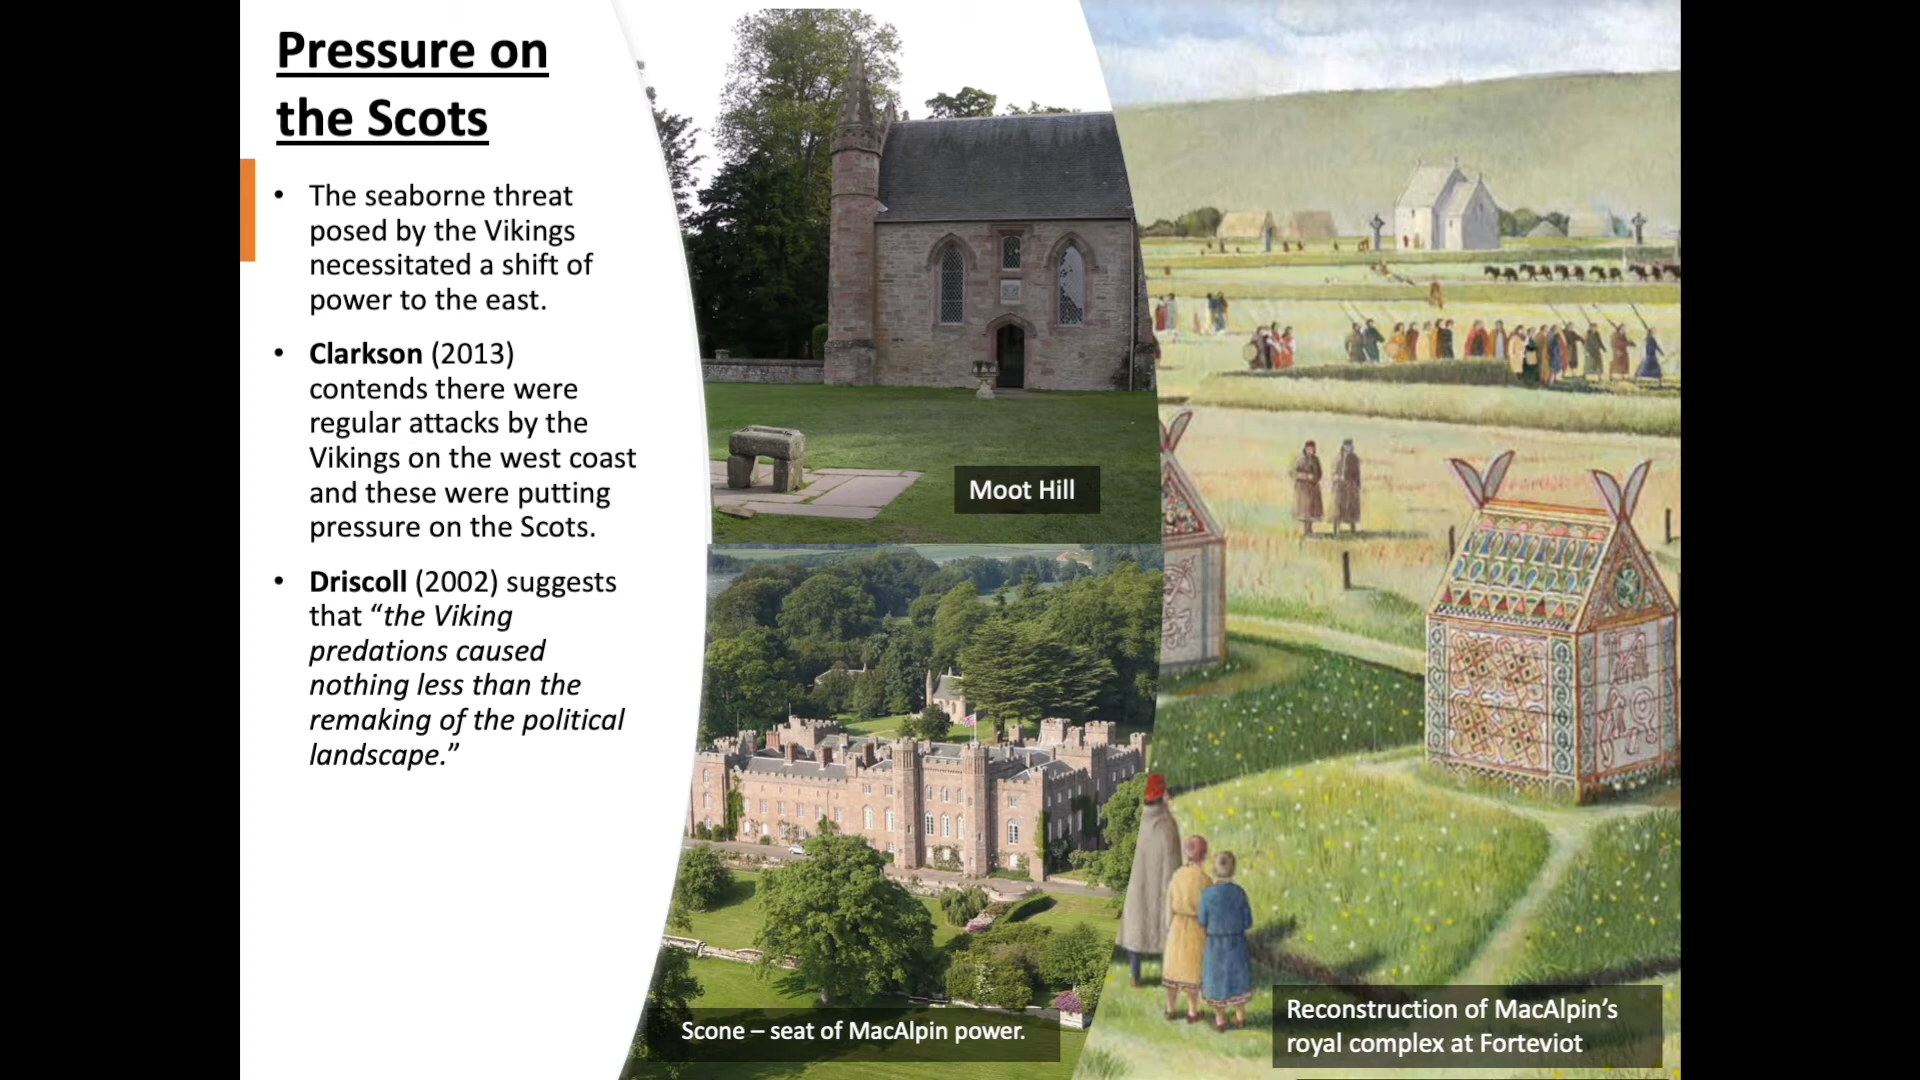 Pressure on
the Scots
• The seaborne threat
posed by the Vikings
necessitated a shift of
power to the east.
• Clarkson (2013)
contends there were
regular attacks by the
Vikings on the west coast
and these were putting
pressure on the Scots.
• Driscoll (2002) suggests
that “the Viking
predations caused
nothing less than the
remaking of the political
landscape.”
Moot Hill
Scone – seat of MacAlpin power.
Reconstruction of MacAlpin’s
royal complex at Forteviot